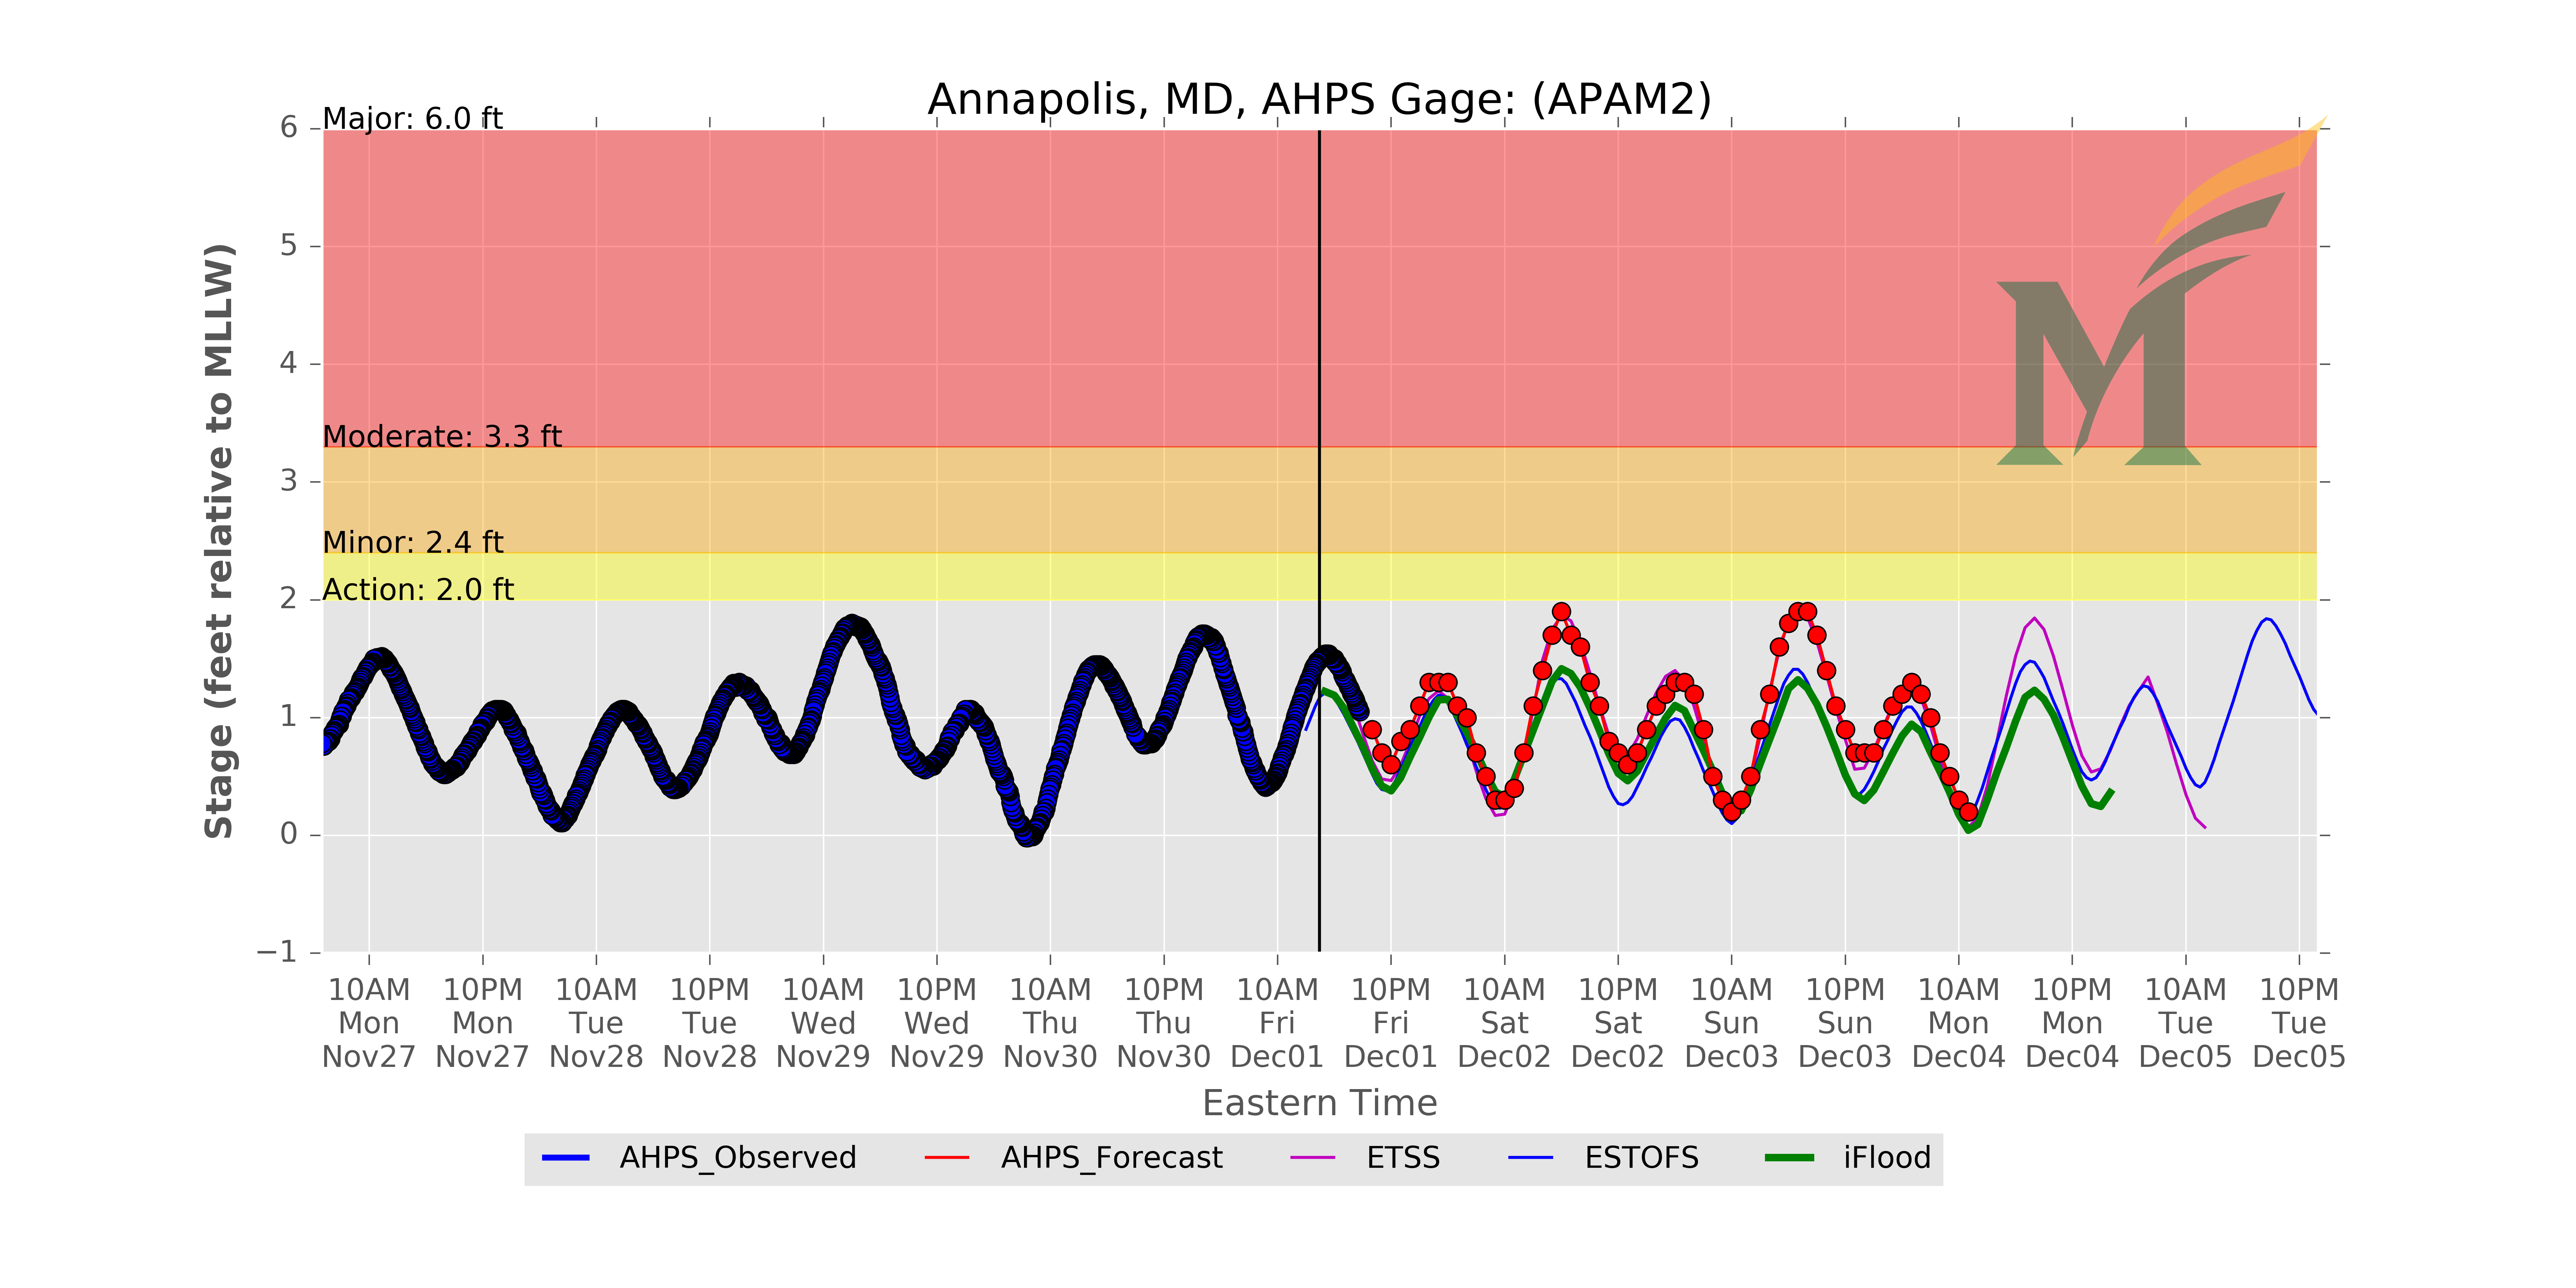 Annapolis, MD, AHPS Gage: (APAM2)
Major: 6.0 ft
Moderate: 3.3 ft
Minor: 2.4 ft
Action: 2.0 ft
Stage (feet relative to MLLW)
6
5
4
3
2
1
0
−1
10AM 10PM 10AM 10PM 10AM 10PM 10AM 10PM 10AM 10PM 10AM 10PM 10AM 10PM 10AM 10PM 10AM 10PM
Mon Mon Tue Tue Wed Wed Thu Thu Fri Fri Sat Sat Sun Sun Mon Mon Tue Tue
Nov27 Nov27 Nov28 Nov28 Nov29 Nov29 Nov30 Nov30 Dec01 Dec01 Dec02 Dec02 Dec03 Dec03 Dec04 Dec04 Dec05 Dec05
Eastern Time
AHPS_Observed AHPS_Forecast ETSS ESTOFS iFlood
M